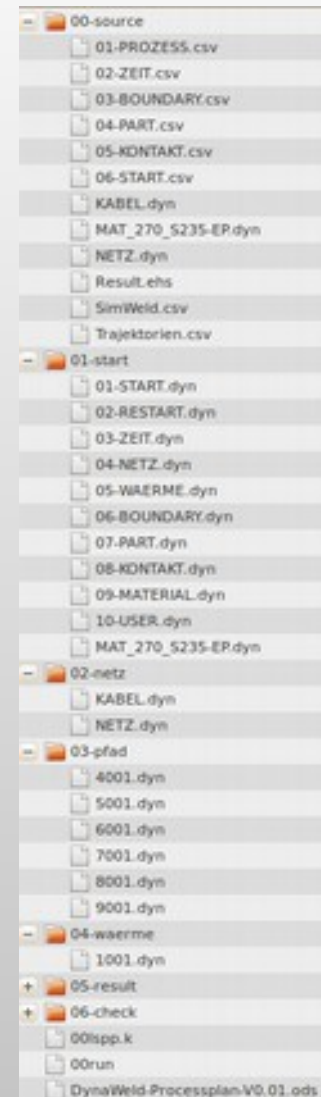 00-source
01-PROZESS.csv
02-ZEIT.csv
03-BOUNDARY.csv
04-PART.csv
05-KONTAKT.csv
06-START.csv
KABEL.dyn
MAT_270_S235-EP.dyn
NETZ.dyn
Result.ehs
SimWeld.csv
Trajektorien.csv
01-start
01-START.dyn
02-RESTART.dyn
03-ZEIT.dyn
04-NETZ.dyn
05-WAERME.dyn
06-BOUNDARY.dyn
07-PART.dyn
08-KONTAKT.dyn
09-MATERIAL.dyn
10-USER.dyn
MAT_270_S235-EP.dyn
02-netz
KABEL.dyn
NETZ.dyn
03-pfad
4001.dyn
5001.dyn
6001.dyn
7001.dyn
8001.dyn
9001.dyn
04-waerme
1001.dyn
05-result
06-check
00lspp.k
00run
DynaWeld-Processplan-V0.01.ods